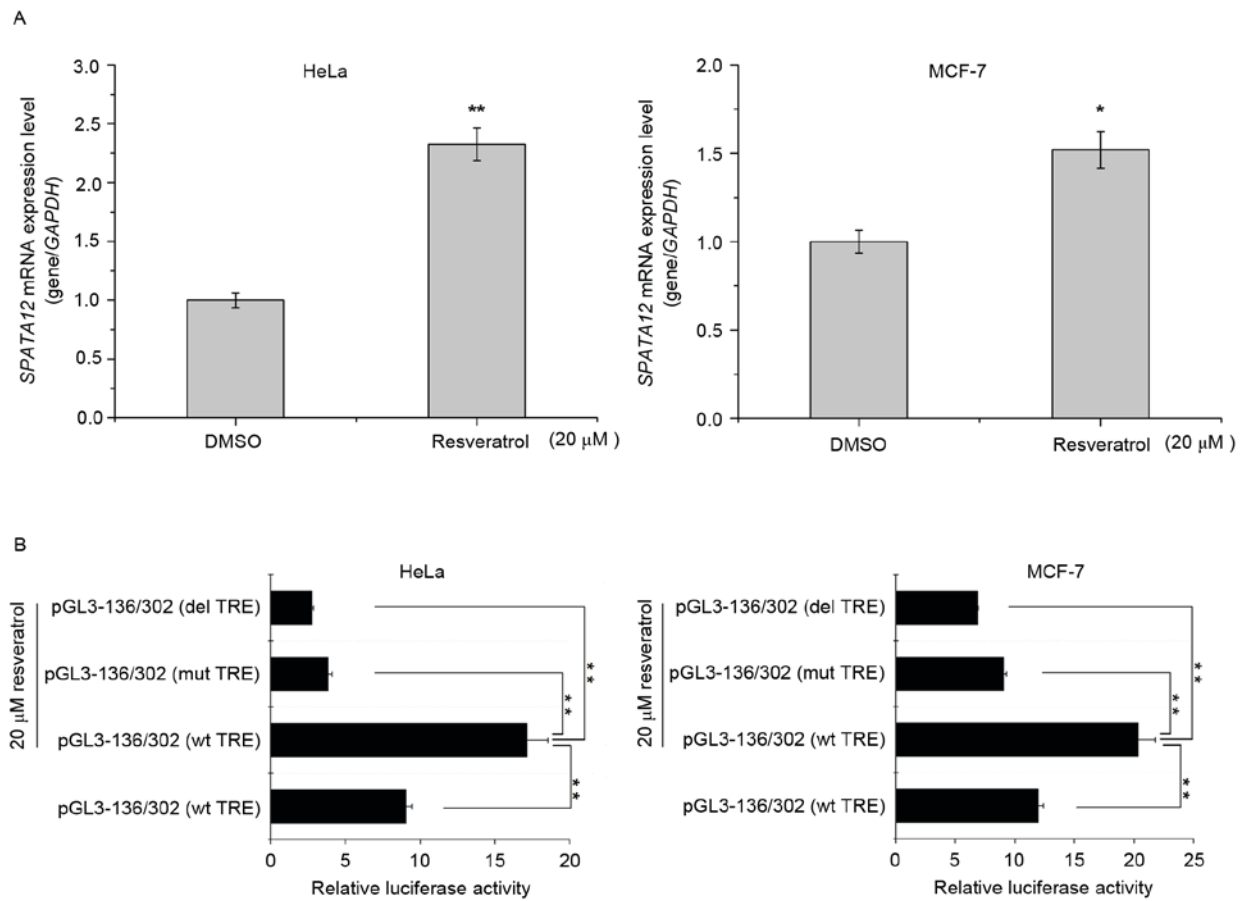 A
HeLa
SPATA12 mRNA expression level
(gene/GAPDH)
3.0
2.5
2.0
1.5
1.0
0.5
0.0
**
DMSO
Resveratrol
(20 μM )
MCF-7
SPATA12 mRNA expression level
(gene/GAPDH)
2.0
1.5
1.0
0.5
0.0
*
DMSO
Resveratrol
(20 μM )
B
HeLa
20 μM resveratrol
pGL3-136/302 (del TRE)
pGL3-136/302 (mut TRE)
pGL3-136/302 (wt TRE)
pGL3-136/302 (wt TRE)
**
**
**
0 5 10 15 20
Relative luciferase activity
MCF-7
20 μM resveratrol
pGL3-136/302 (del TRE)
pGL3-136/302 (mut TRE)
pGL3-136/302 (wt TRE)
pGL3-136/302 (wt TRE)
**
**
**
0 5 10 15 20 25
Relative luciferase activity